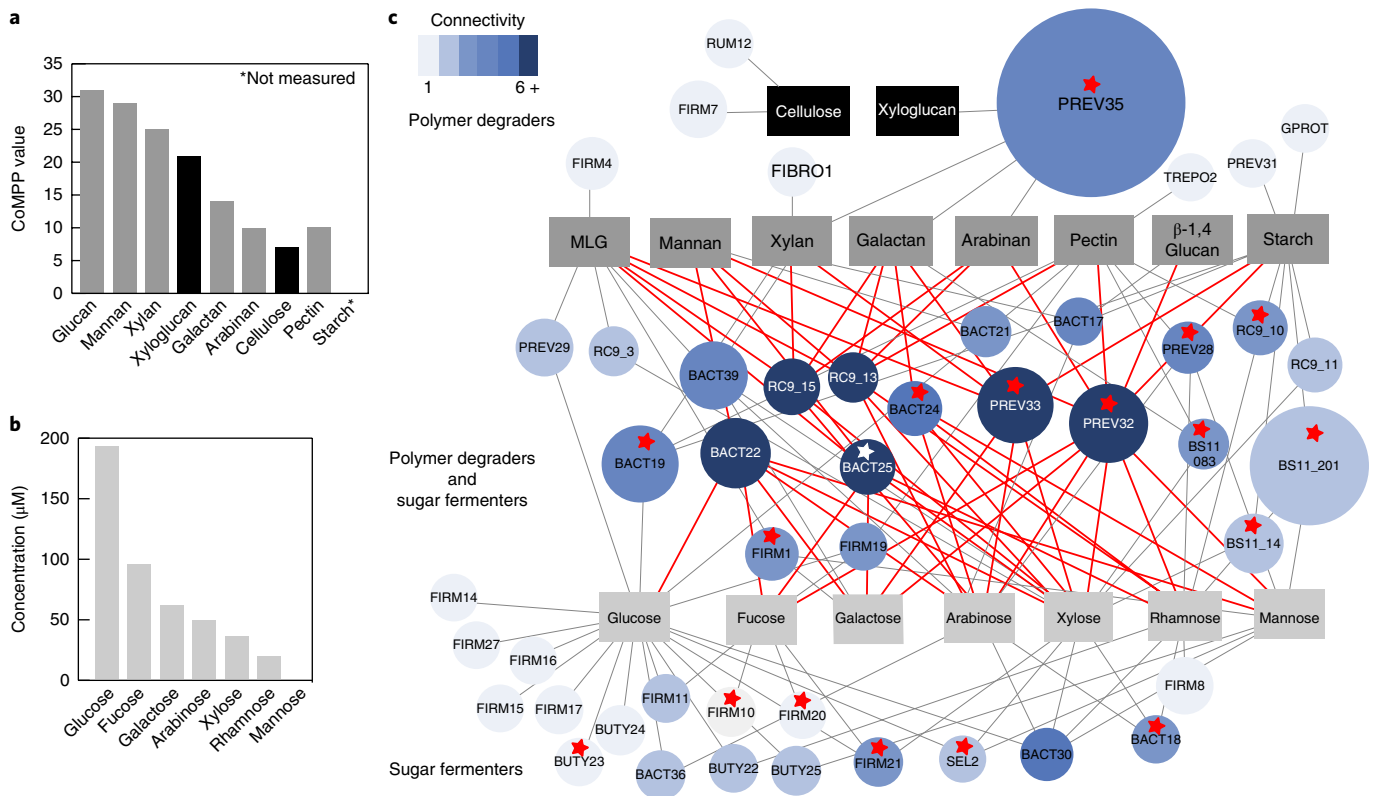 a
CoMPP value
35
30
25
20
15
10
5
0
*Not measured
Glucan
Mannan
Xylan
Xyloglucan
Galactan
Arabinan
Cellulose
Pectin
Starch*
b
Concentration (μM)
200
150
100
50
0
Glucose
Fucose
Galactose
Arabinose
Xylose
Rhamnose
Mannose
c
Connectivity
1 6 +
Polymer degraders
RUM12
FIRM7
Cellulose
Xyloglucan
PREV35
FIRM4
FIBRO1
TREPO2
PREV31
GPROT
MLG
Mannan
Xylan
Galactan
Arabinan
Pectin
β-1,4
Glucan
Starch
Polymer degraders
and
sugar fermenters
PREV29
RC9_3
BACT39
RC9_15
RC9_13
BACT21
BACT17
PREV28
RC9_10
RC9_11
BACT24
PREV33
PREV32
BACT19
BACT22
BACT25
BS11
083
BS11_201
FIRM1
FIRM19
BS11_14
Glucose
Fucose
Galactose
Arabinose
Xylose
Rhamnose
Mannose
Sugar fermenters
FIRM14
FIRM27
FIRM16
FIRM15
FIRM17
BUTY24
BUTY23
FIRM11
BACT36
FIRM10
BUTY22
FIRM20
BUTY25
FIRM21
SEL2
BACT30
BACT18
FIRM8